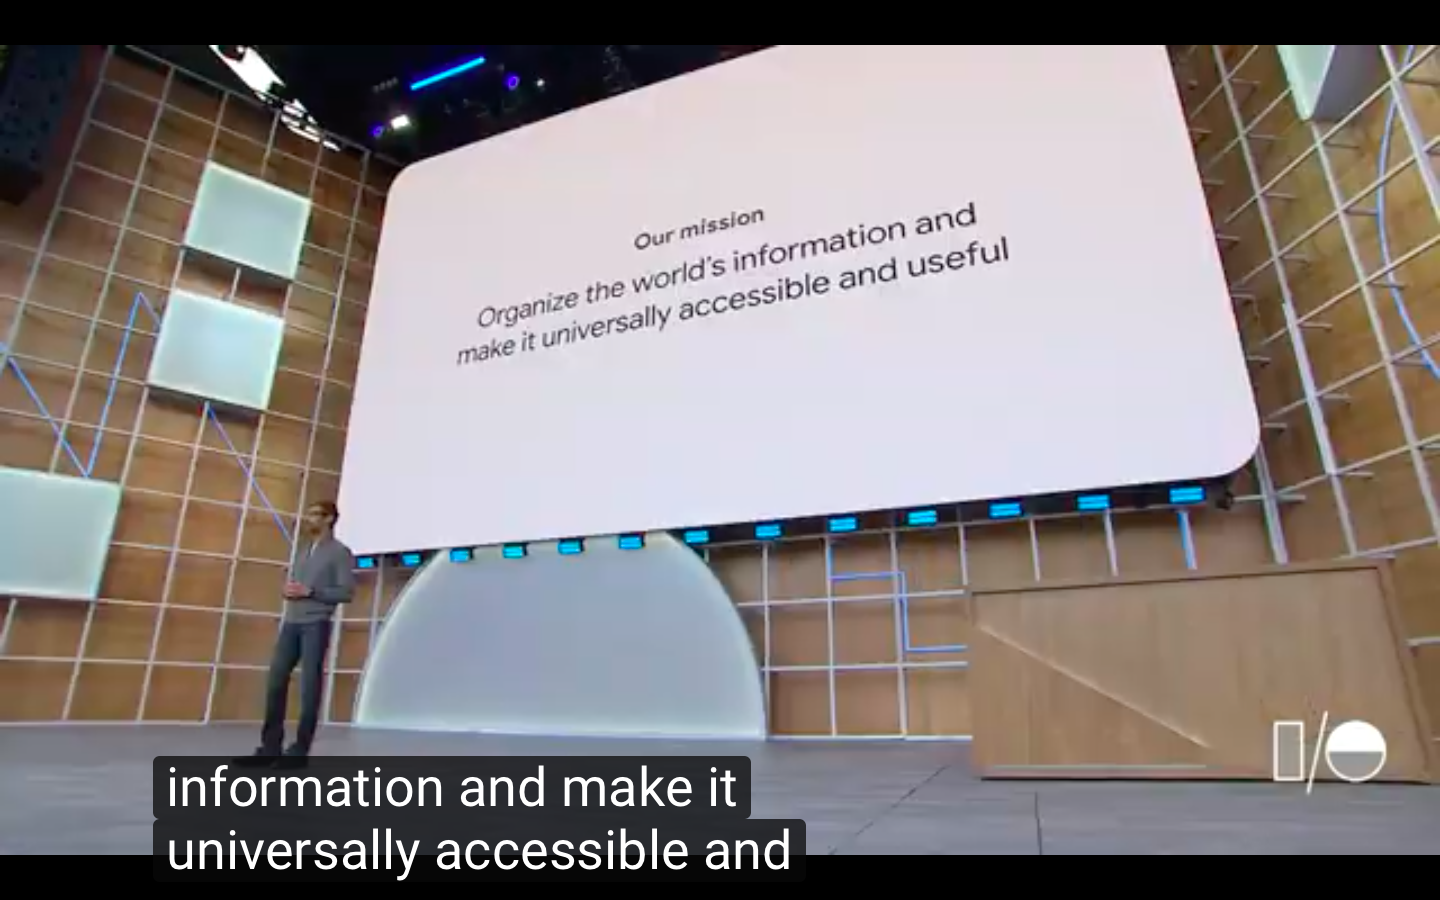 Our mission
Organize the world's information and
make it universally accessible and useful
I/O
information and make it
universally accessible and